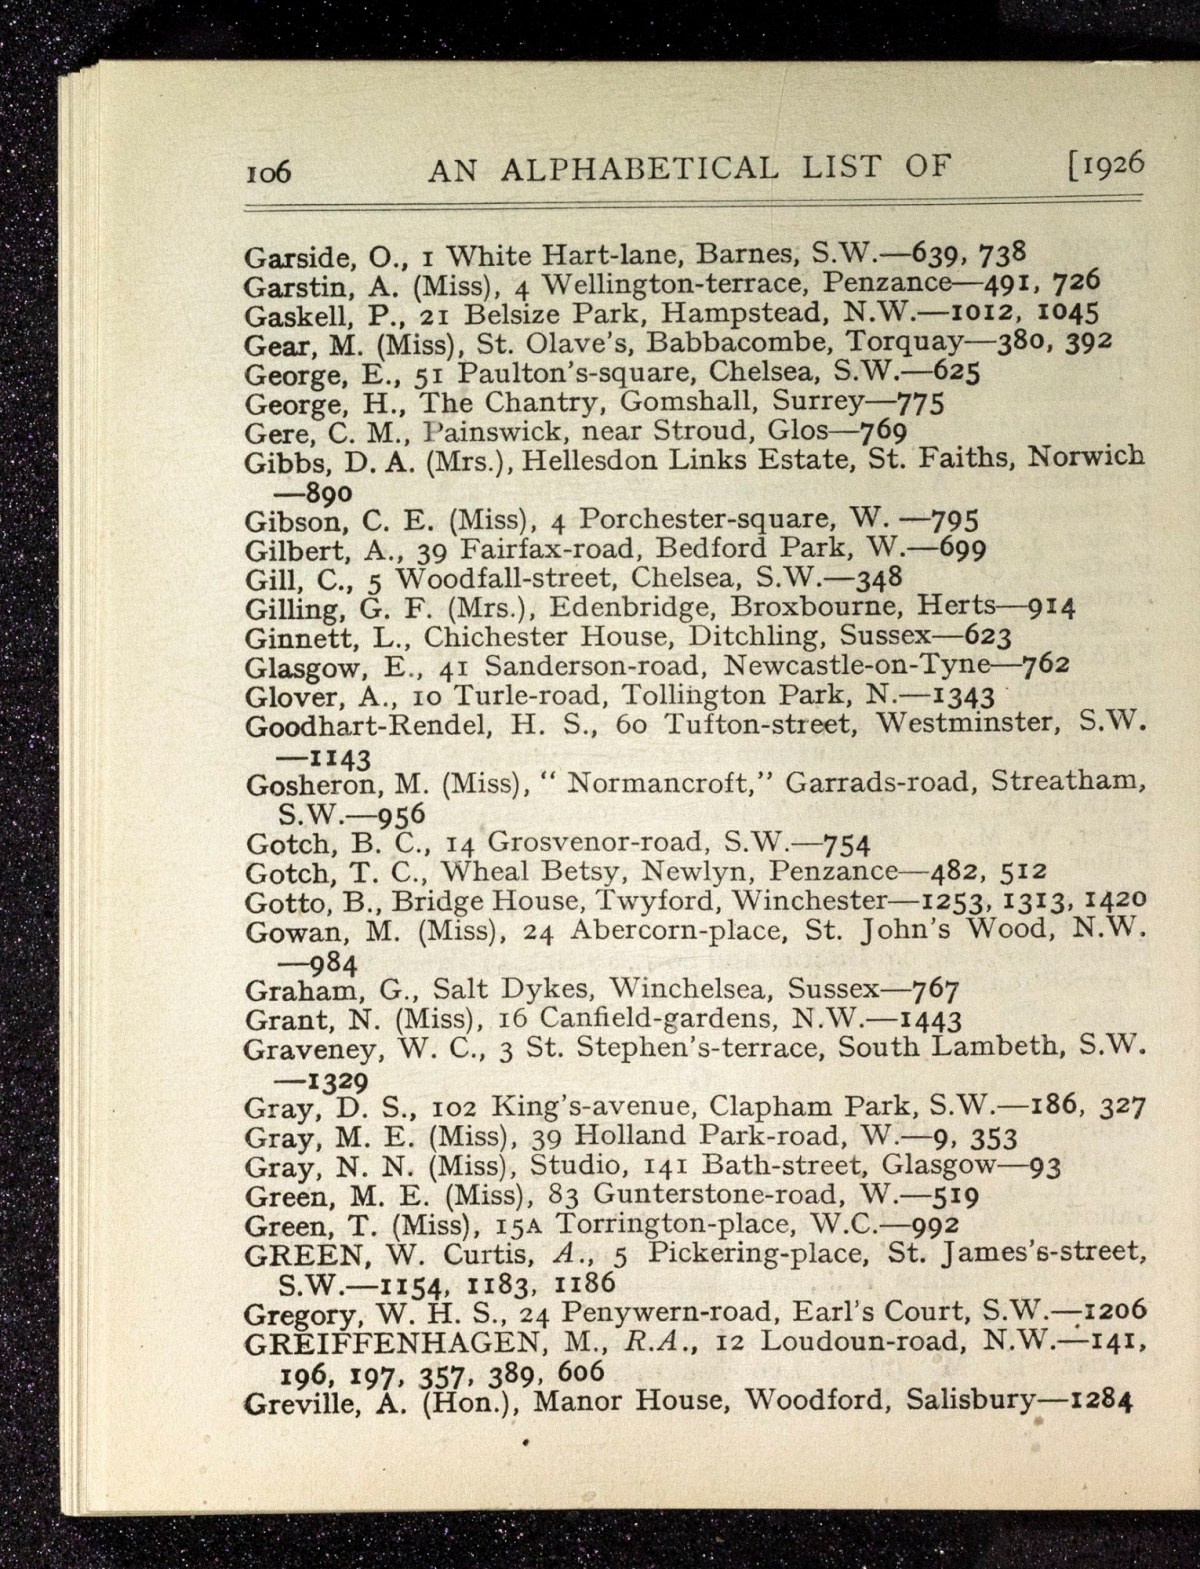 106 AN ALPHABETICAL LIST OF [1926
Garside, O., 1 White Hart-lane, Barnes, S.W.—639, 738
Garstin, A. (Miss), 4 Wellington-terrace, Penzance—491, 726
Gaskell, P., 21 Belsize Park, Hampstead, N.W.—1012, 1045
Gear, M. (Miss), St. Olave's, Babbacombe, Torquay—380, 392
George, E., 51 Paulton's-square, Chelsea, S.W.—625
George, H., The Chantry, Gomshall, Surrey—775
Gere, C. M., Painswick, near Stroud, Glos—769
Gibbs, D. A. (Mrs.), Hellesdon Links Estate, St. Faiths, Norwich
—890
Gibson, C. E. (Miss), 4 Porchester-square, W. —795
Gilbert, A., 39 Fairfax-road, Bedford Park, W.—699
Gill, C., 5 Woodfall-street, Chelsea, S.W.—348
Gilling, G. F. (Mrs.), Edenbridge, Broxbourne, Herts—914
Ginnett, L., Chichester House, Ditchling, Sussex—623
Glasgow, E., 41 Sanderson-road, Newcastle-on-Tyne—762
Glover, A., 10 Turle-road, Tollington Park, N.—1343
Goodhart-Rendel, H. S., 60 Tufton-street, Westminster, S.W.
—1143
Gosheron, M. (Miss), “ Normancroft,” Garrads-road, Streatham,
S.W.—956
Gotch, B. C., 14 Grosvenor-road, S.W.—754
Gotch, T. C., Wheal Betsy, Newlyn, Penzance—482, 512
Gotto, B., Bridge House, Twyford, Winchester—1253, 1313, 1420
Gowan, M. (Miss), 24 Abercorn-place, St. John's Wood, N.W.
—984
Graham, G., Salt Dykes, Winchelsea, Sussex—767
Grant, N. (Miss), 16 Canfield-gardens, N.W.—1443
Graveney, W. C., 3 St. Stephen's-terrace, South Lambeth, S.W.
—1329
Gray, D. S., 102 King's-avenue, Clapham Park, S.W.—186, 327
Gray, M. E. (Miss), 39 Holland Park-road, W.—9, 353
Gray, N. N. (Miss), Studio, 141 Bath-street, Glasgow—93
Green, M. E. (Miss), 83 Gunterstone-road, W.—519
Green, T. (Miss), 15A Torrington-place, W.C.—992
GREEN, W. Curtis, A., 5 Pickering-place, St. James's-street,
S.W.—1154, 1183, 1186
Gregory, W. H. S., 24 Penywern-road, Earl's Court, S.W.—1206
GREIFFENHAGEN, M., R.A., 12 Loudoun-road, N.W.—141,
196, 197, 357, 389, 606
Greville, A. (Hon.), Manor House, Woodford, Salisbury—1284